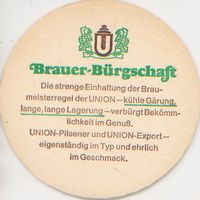 U
Brauer-Bürgschaft
Die strenge Einhaltung der Brau-
meisterregel der UNION – kühle Gärung,
lange, lange Lagerung – verbürgt Bekömm-
lichkeit im Genuß.
UNION-Pilsener und UNION-Export –
eigenständig im Typ und ehrlich
im Geschmack.